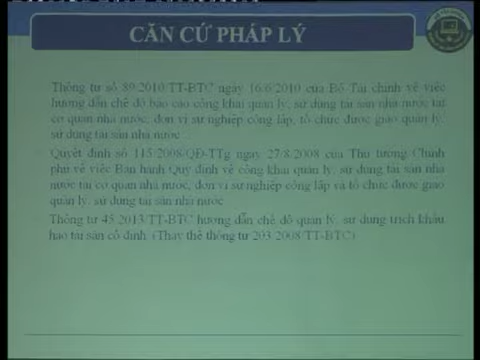 CĂN CỨ PHÁP LÝ
Thông tư số 89/2010/TT-BTC ngày 16/6/2010 của Bộ Tài chính về việc
hướng dẫn chế độ báo cáo công khai quản lý, sử dụng tài sản nhà nước tại
cơ quan nhà nước, đơn vị sự nghiệp công lập, tổ chức được giao quản lý,
sử dụng tài sản nhà nước
Quyết định số 115/2008/QĐ-TTg ngày 27/8/2008 của Thủ tướng Chính
phủ về việc Ban hành Quy định về công khai quản lý, sử dụng tài sản nhà
nước tại cơ quan nhà nước, đơn vị sự nghiệp công lập và tổ chức được giao
quản lý, sử dụng tài sản nhà nước
Thông tư 45/2013/TT-BTC hướng dẫn chế độ quản lý, sử dụng trích khấu
hao tài sản cố định. (Thay thế thông tư 203/2008/TT-BTC)